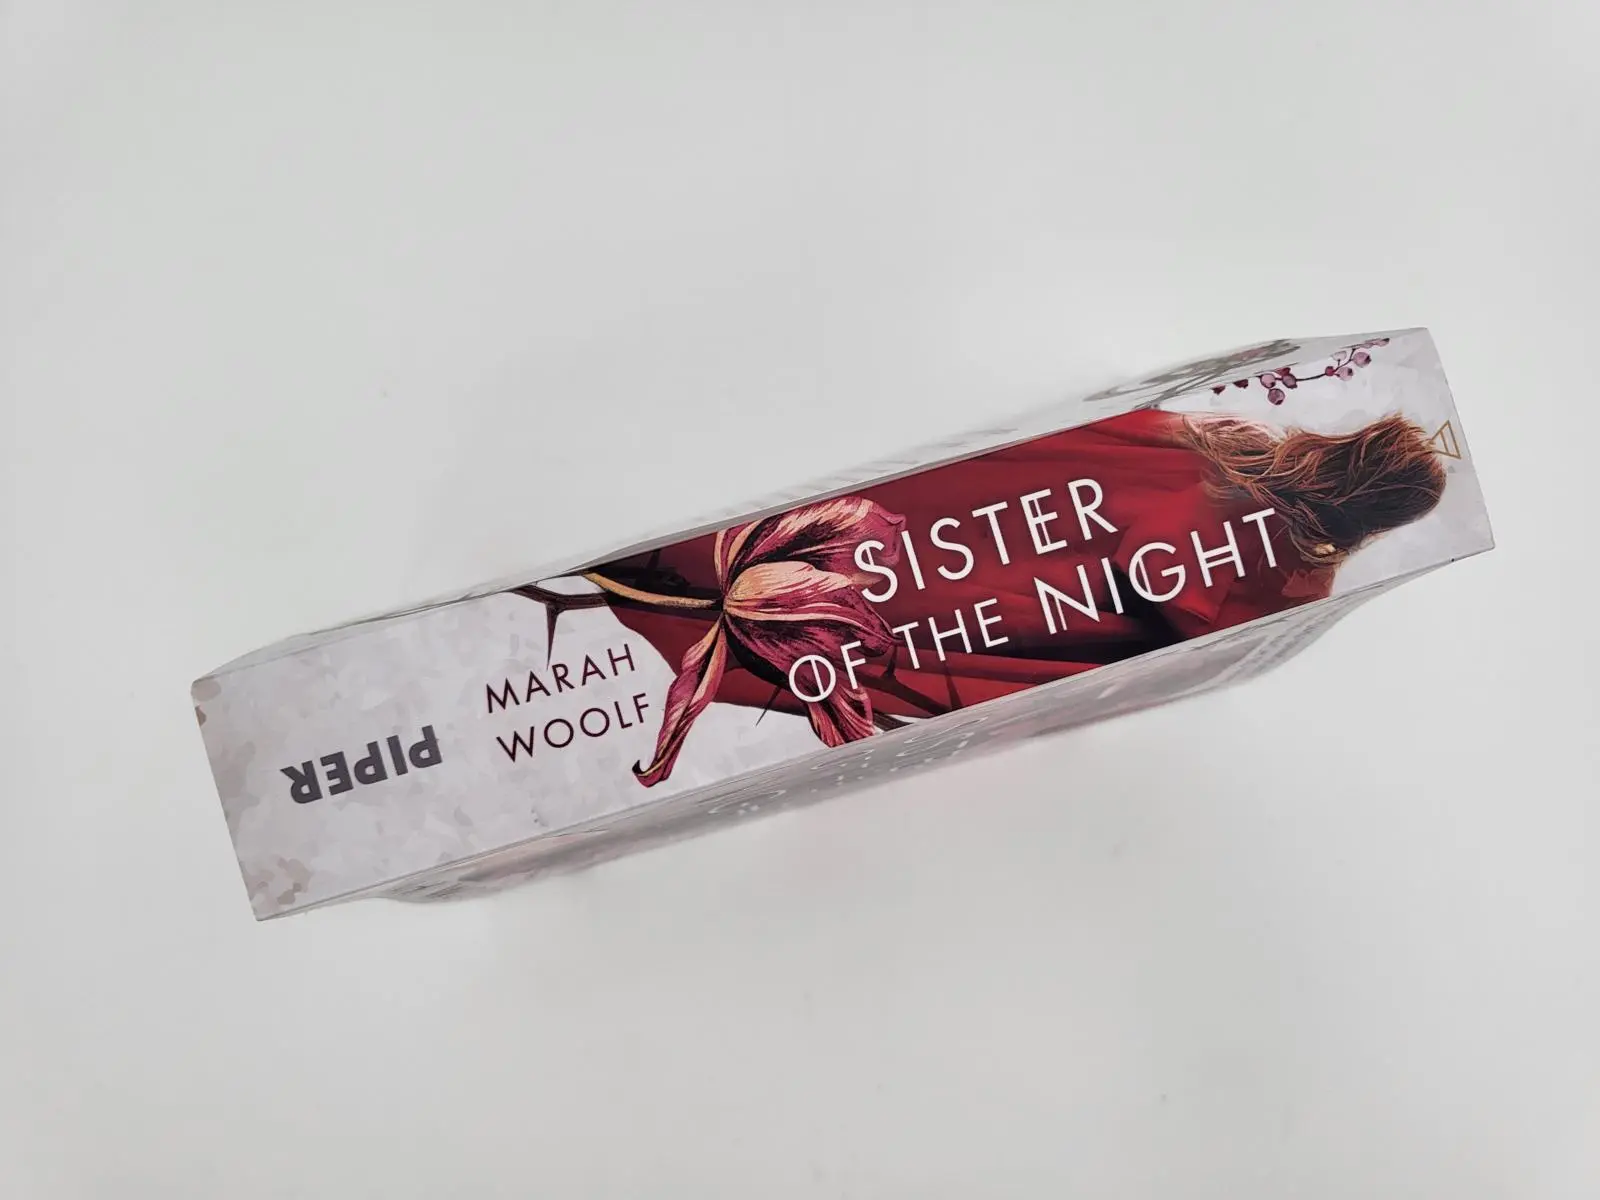 SISTER
OF THE NIGHT
MARAH
WOOLF
PIPER